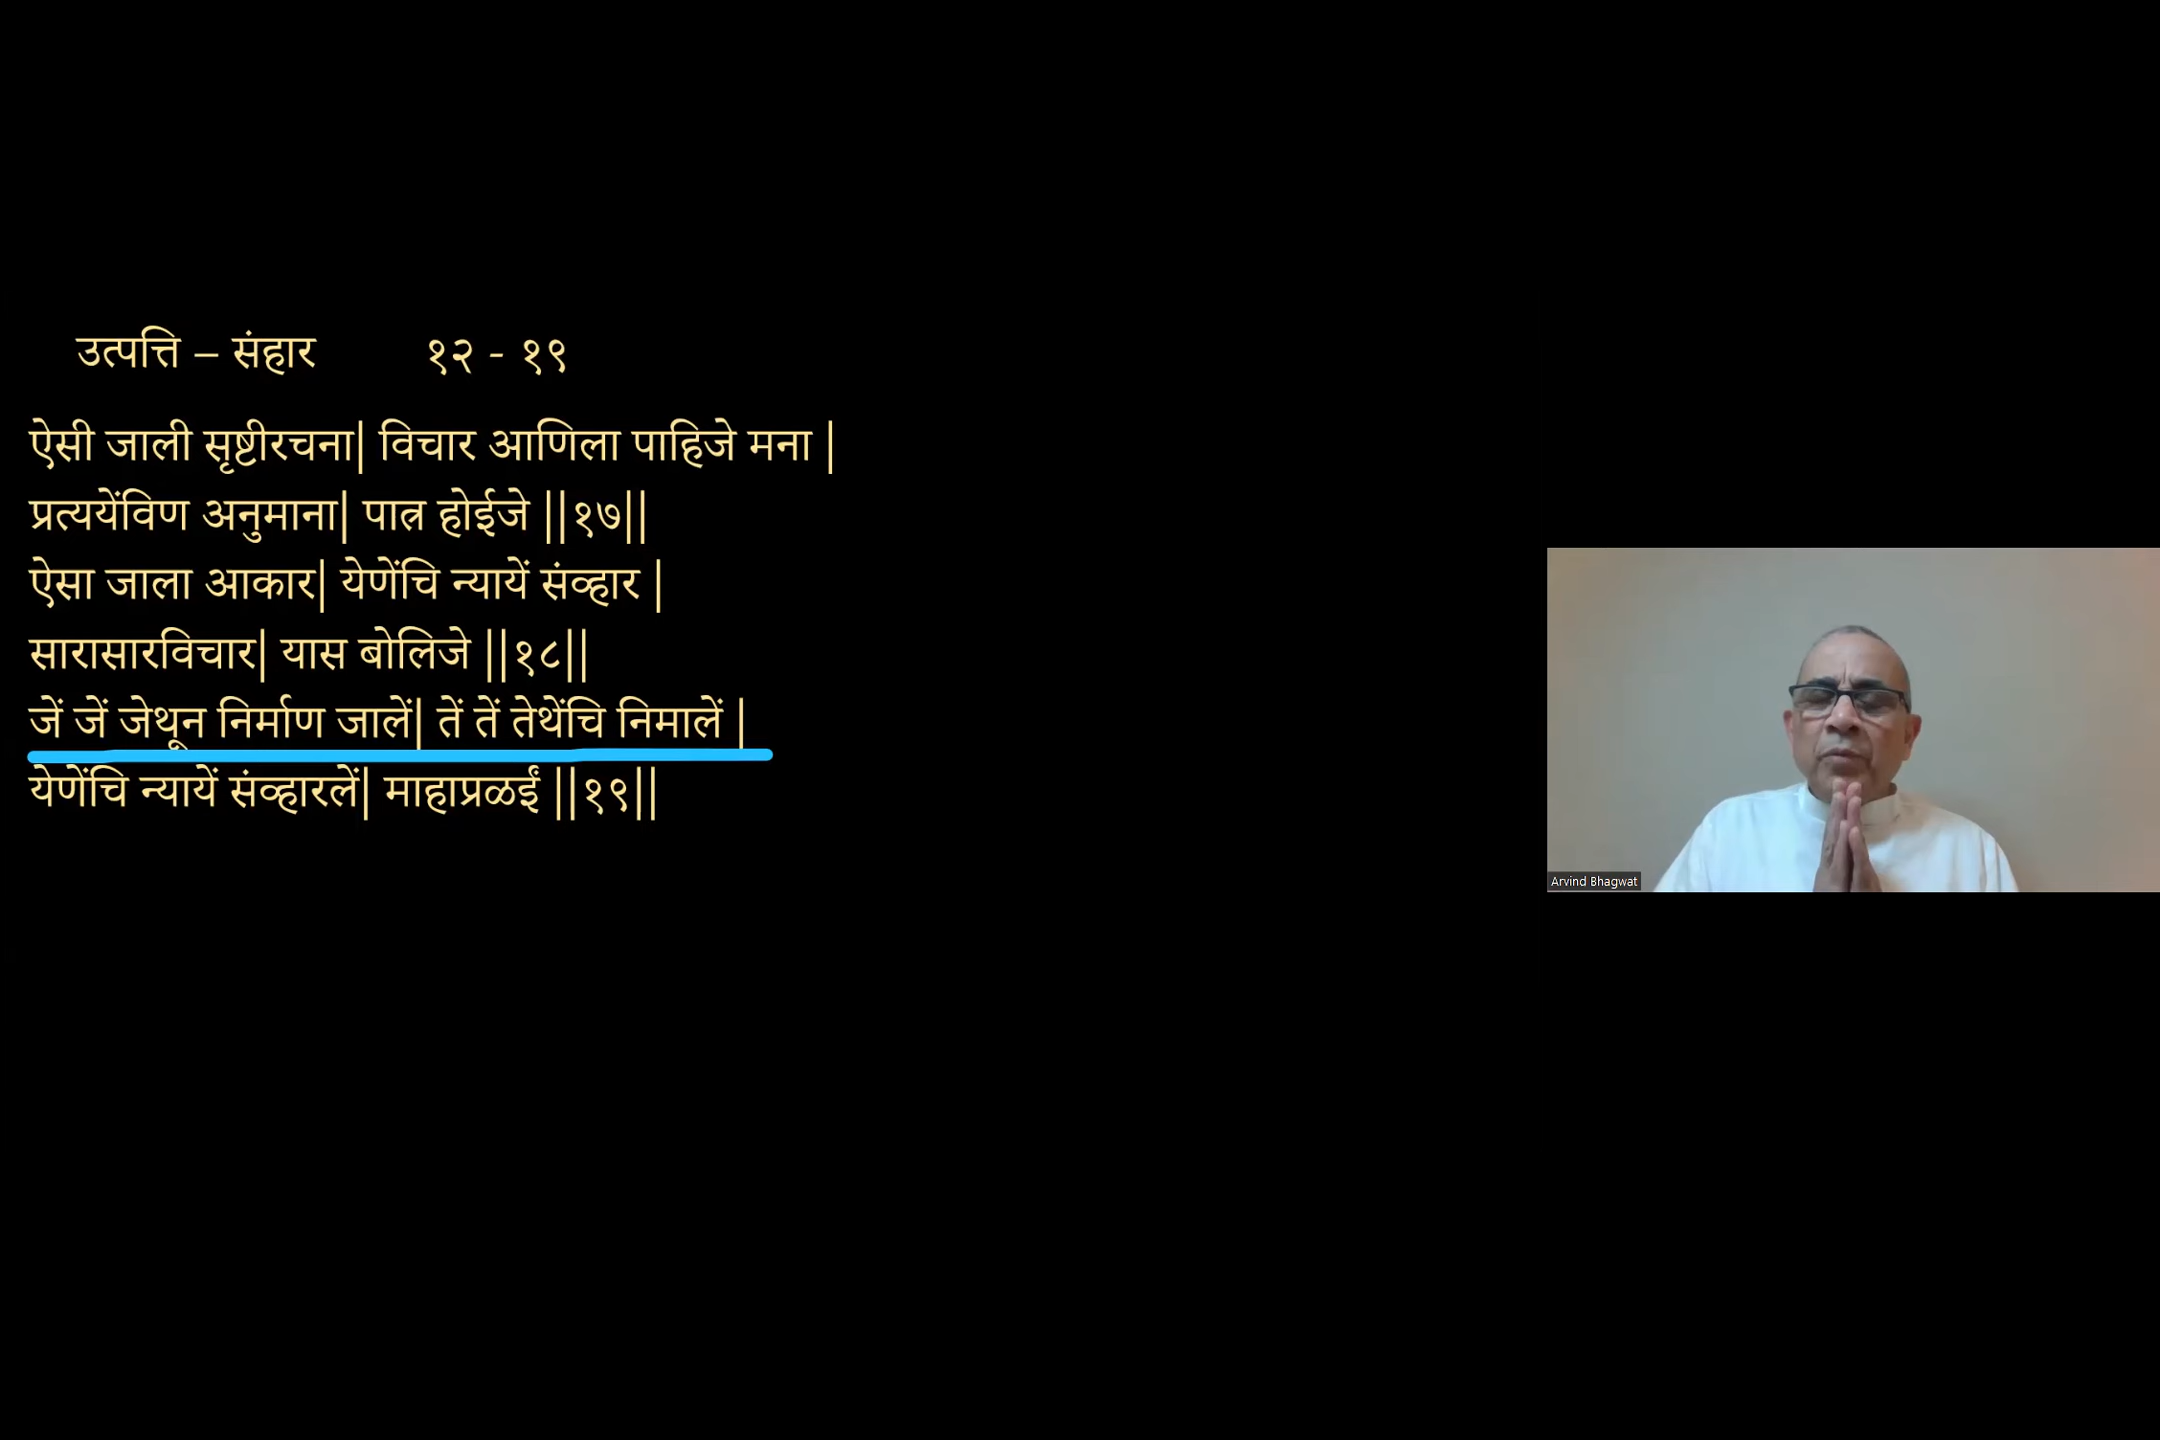 उत्पत्ति – संहार १२ - १९
ऐसी जाली सृष्टीरचना| विचार आणिला पाहिजे मना |
प्रत्ययेंविण अनुमाना| पात्र होईजे ||१७||
ऐसा जाला आकार| येणेंचि न्यायें संव्हार |
सारासारविचार| यास बोलिजे ||१८||
जें जें जेथून निर्माण जालें| तें तें तेथेंचि निमालें |
येणेंचि न्यायें संव्हारलें| माहाप्रळईं ||१९||
Arvind Bhagwat